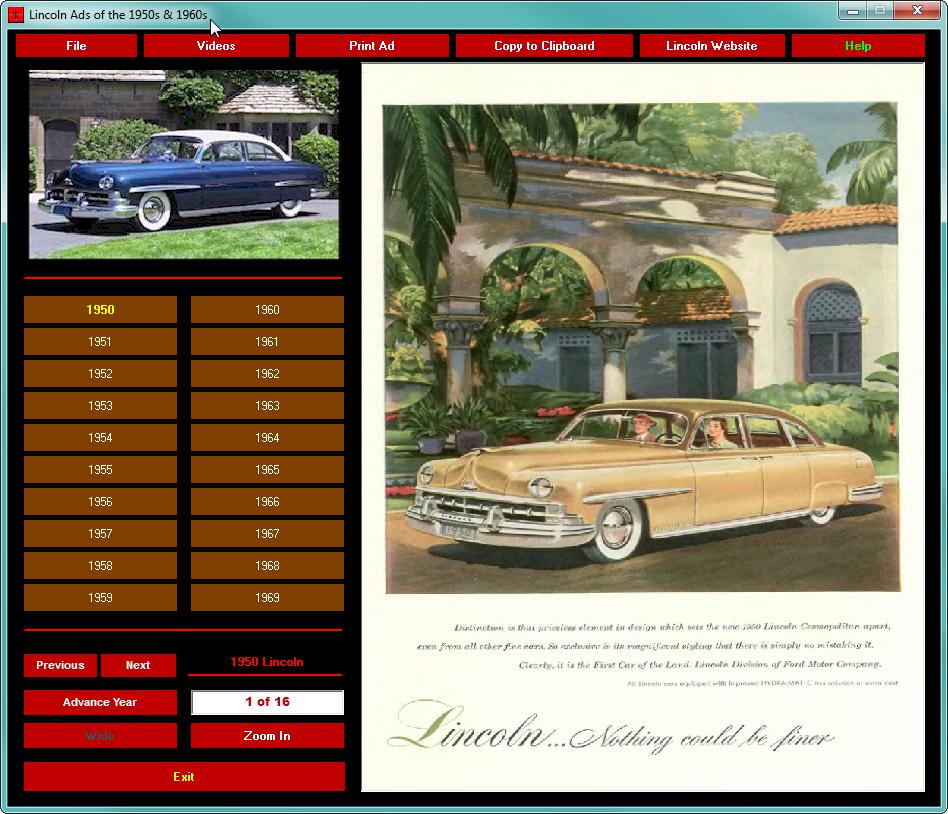 Lincoln Ads of the 1950s & 1960s
File Videos Print Ad Copy to Clipboard Lincoln Website Help
1950 1960
1951 1961
1952 1962
1953 1963
1954 1964
1955 1965
1956 1966
1957 1967
1958 1968
1959 1969
Previous Next 1950 Lincoln
Advance Year 1 of 16
Wide Zoom In
Exit
Distinction is that priceless element in design which sets the new 1950 Lincoln Cosmopolitan apart,
even from all other fine cars. So exclusive is its magnificent styling that there is simply no mistaking it.
Clearly, it is the First Car of the Land. Lincoln Division of Ford Motor Company.
All Lincoln cars equipped with improved HYDRA-MATIC transmission at extra cost
Lincoln... Nothing could be finer